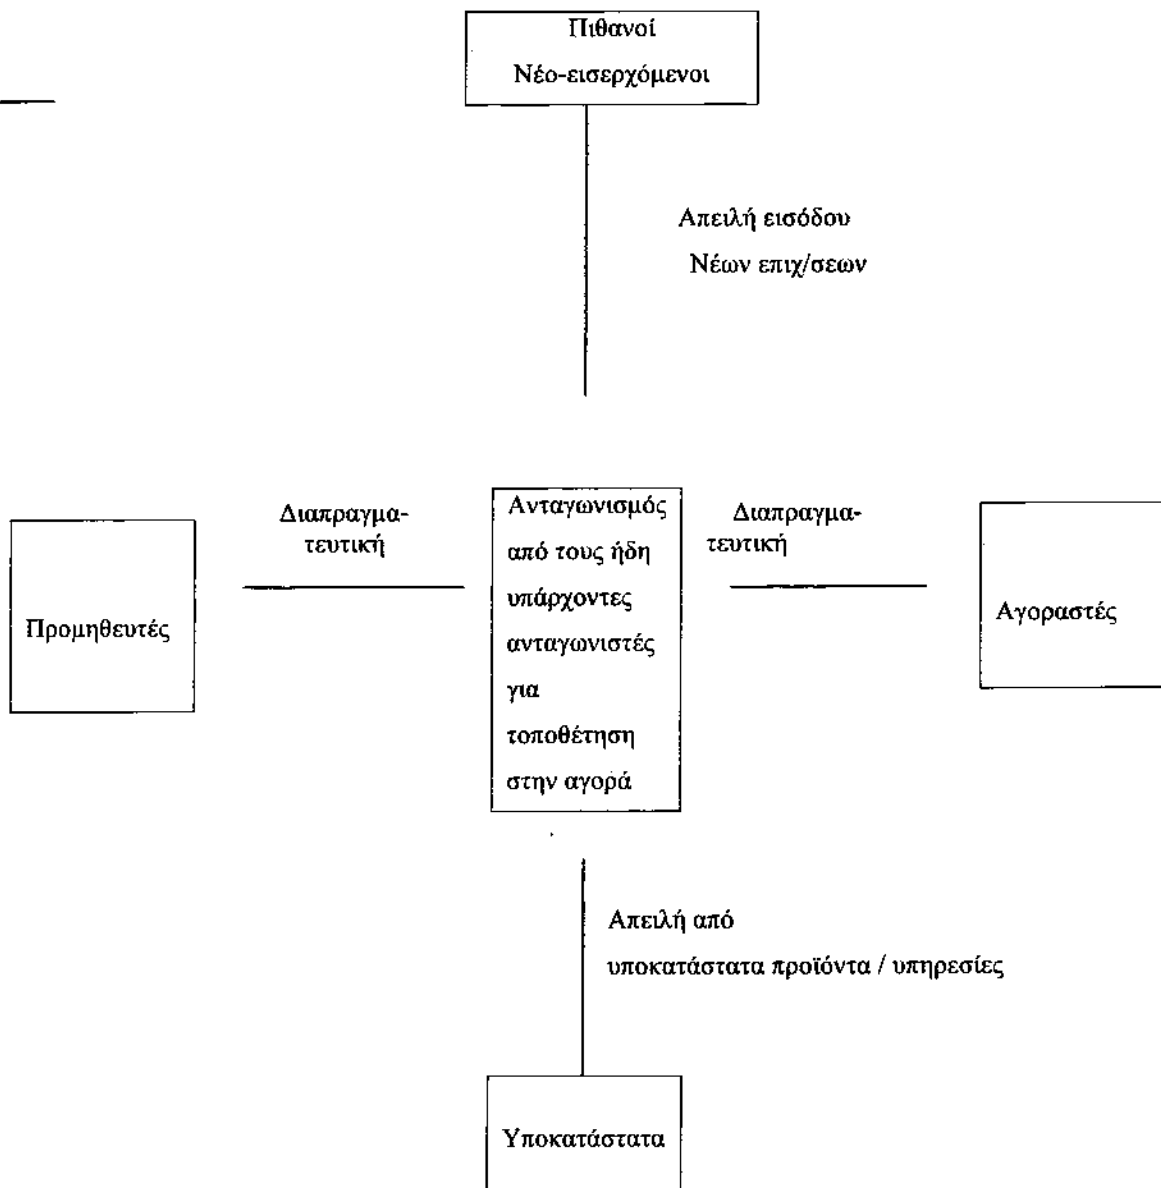 Πιθανοί
Νέο-εισερχόμενοι
Απειλή εισόδου
Νέων επιχ/σεων
Προμηθευτές
Διαπραγμα-
τευτική
Ανταγωνισμός
από τους ήδη
υπάρχοντες
ανταγωνιστές
για
τοποθέτηση
στην αγορά
Διαπραγμα-
τευτική
Αγοραστές
Απειλή από
υποκατάστατα προϊόντα / υπηρεσίες
Υποκατάστατα